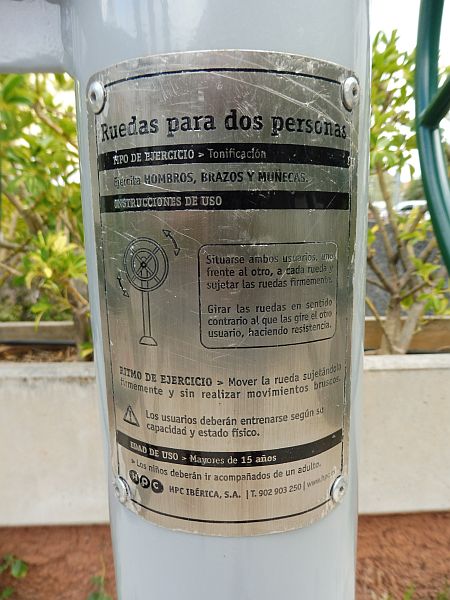 Ruedas para dos personas
TIPO DE EJERCICIO > Tonificación
Ejercita HOMBROS, BRAZOS Y MUÑECAS.
INSTRUCCIONES DE USO
Situarse ambos usuarios, uno
frente al otro, a cada rueda y
sujetar las ruedas firmemente.
Girar las ruedas en sentido
contrario al que las gire el otro
usuario, haciendo resistencia.
RITMO DE EJERCICIO > Mover la rueda sujetándola
firmemente y sin realizar movimientos bruscos.
Los usuarios deberán entrenarse según su
capacidad y estado físico.
EDAD DE USO > Mayores de 15 años
> Los niños deberán ir acompañados de un adulto.
HPC HPC IBÉRICA, S.A. | T. 902 903 250 |